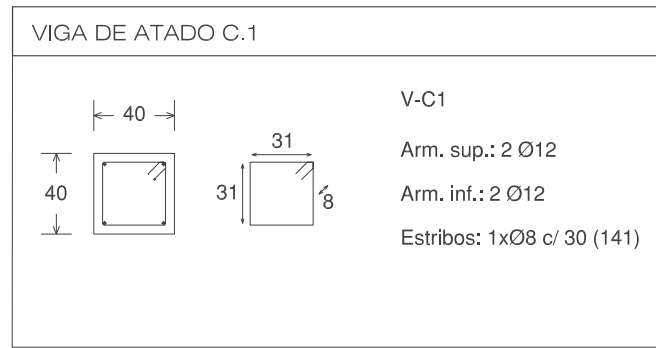 VIGA DE ATADO C.1
40
40
31
31
8
V-C1
Arm. sup.: 2 Ø12
Arm. inf.: 2 Ø12
Estribos: 1xØ8 c/ 30 (141)